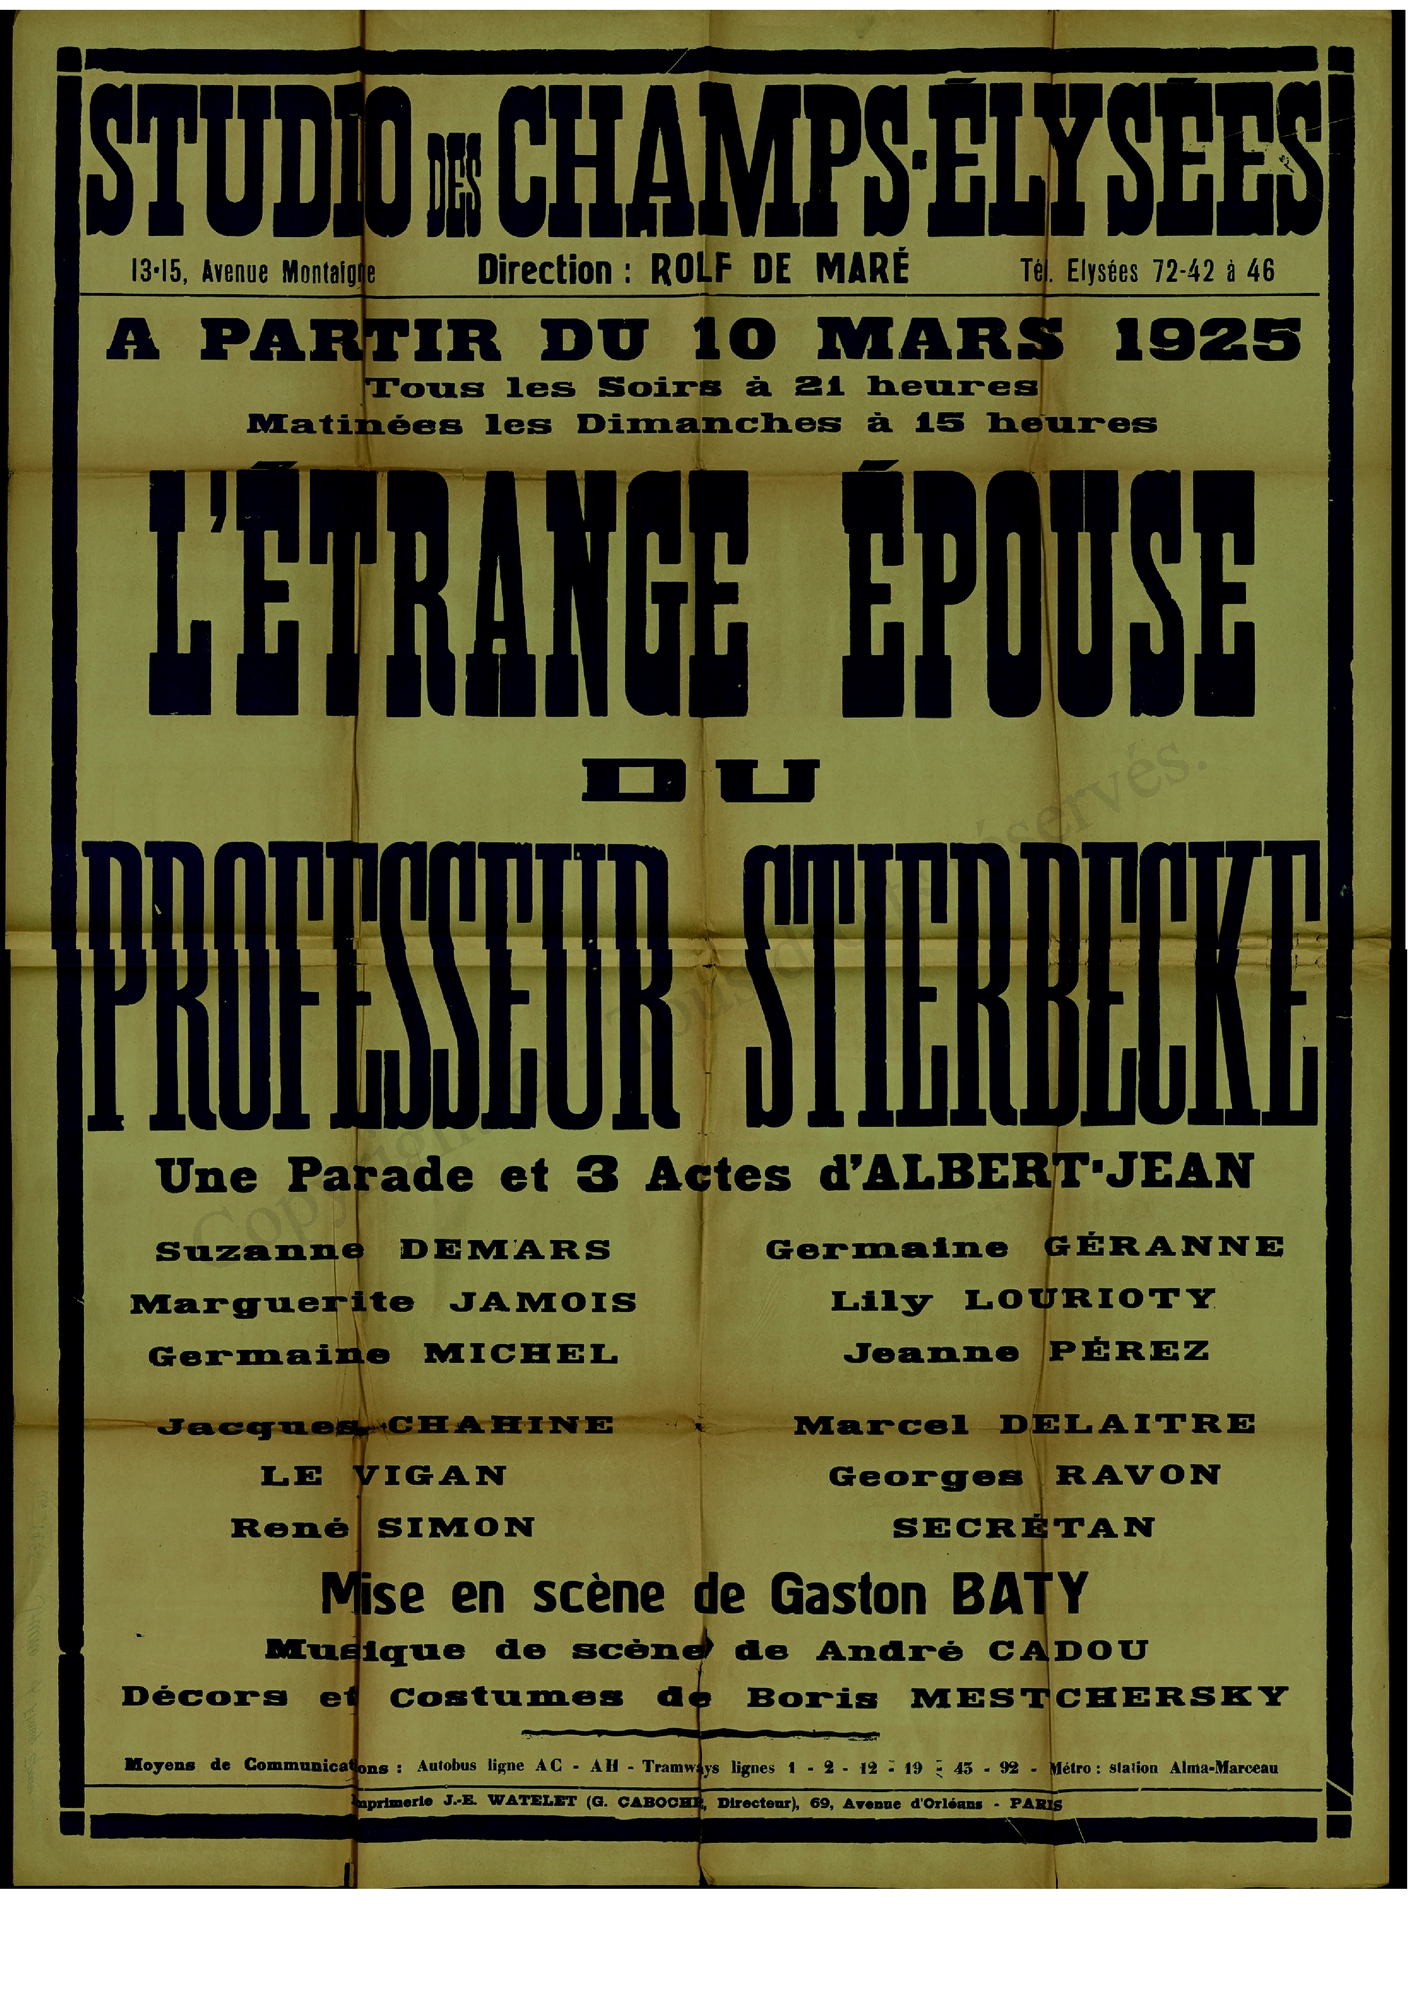 STUDIO DES CHAMPS-ÉLYSÉES
13-15, Avenue Montaigne Direction : ROLF DE MARÉ Tél. Elysées 72-42 à 46
A PARTIR DU 10 MARS 1925
Tous les Soirs à 21 heures
Matinées les Dimanches à 15 heures
L'ÉTRANGE ÉPOUSE
DU
PROFESSEUR STIERBECKE
Une Parade et 3 Actes d'ALBERT-JEAN
Suzanne DEMARS Germaine GÉRANNE
Marguerite JAMOIS Lily LOURIOTY
Germaine MICHEL Jeanne PÉREZ
Jacques CHAHINE Marcel DELAITRE
LE VIGAN Georges RAVON
René SIMON SECRÉTAN
Mise en scène de Gaston BATY
Musique de scène de André CADOU
Décors et Costumes de Boris MESTCHERSKY
Moyens de Communications : Autobus ligne AC - AH - Tramways lignes 1 - 2 - 12 - 19 - 43 - 92 - Métro : station Alma-Marceau
Imprimerie J.-E. WATELET (G. CABOCHE, Directeur), 69, Avenue d'Orléans - PARIS
Copyright © - Tous droits réservés.